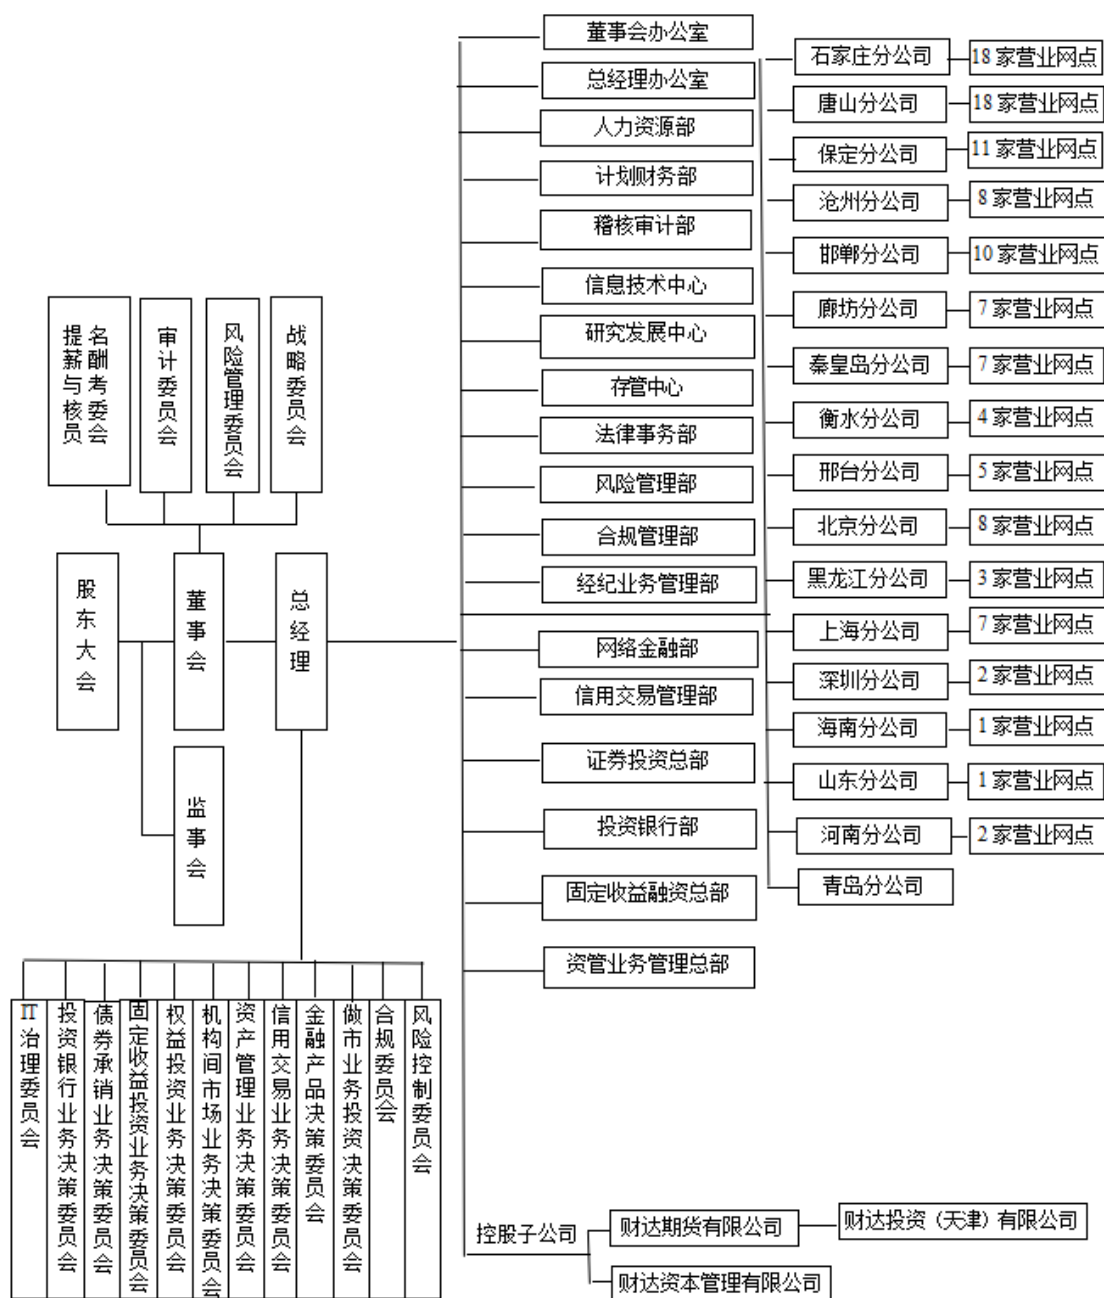 董事会办公室
总经理办公室
人力资源部
计划财务部
稽核审计部
信息技术中心
研究发展中心
存管中心
法律事务部
风险管理部
合规管理部
经纪业务管理部
网络金融部
信用交易管理部
证券投资总部
投资银行部
固定收益融资总部
资管业务管理总部
石家庄分公司
18 家营业网点
唐山分公司
18 家营业网点
保定分公司
11 家营业网点
沧州分公司
8 家营业网点
邯郸分公司
10 家营业网点
廊坊分公司
7 家营业网点
秦皇岛分公司
7 家营业网点
衡水分公司
4 家营业网点
邢台分公司
5 家营业网点
北京分公司
8 家营业网点
黑龙江分公司
3 家营业网点
上海分公司
7 家营业网点
深圳分公司
2 家营业网点
海南分公司
1 家营业网点
山东分公司
1 家营业网点
河南分公司
2 家营业网点
青岛分公司
提名薪酬与考核委员会
审计委员会
风险管理委员会
战略委员会
股东大会
董事会
总经理
监事会
IT治理委员会
投资银行业务决策委员会
债券承销业务决策委员会
固定收益投资业务决策委员会
权益投资业务决策委员会
机构间市场业务决策委员会
资产管理业务决策委员会
信用交易业务决策委员会
金融产品决策委员会
做市业务投资决策委员会
合规委员会
风险控制委员会
控股子公司
财达期货有限公司
财达投资（天津）有限公司
财达资本管理有限公司